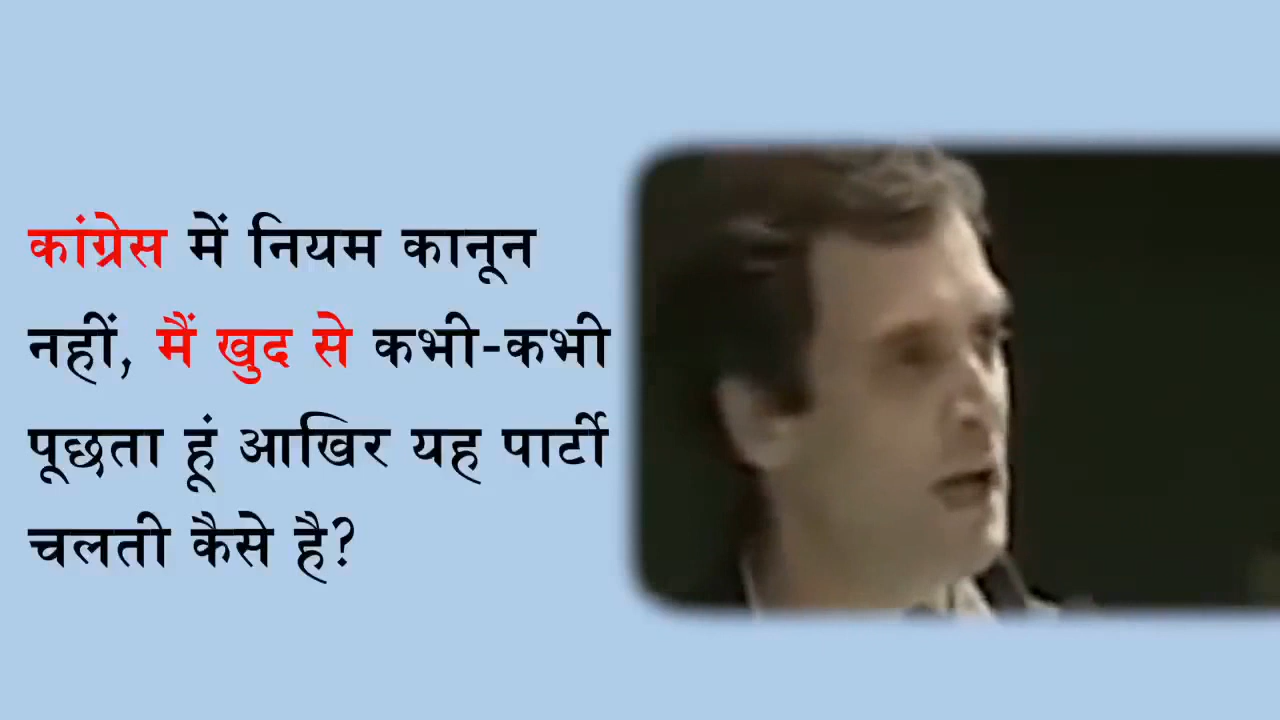 कांग्रेस में नियम कानून
नहीं, मैं खुद से कभी-कभी
पूछता हूं आखिर यह पार्टी
चलती कैसे है?